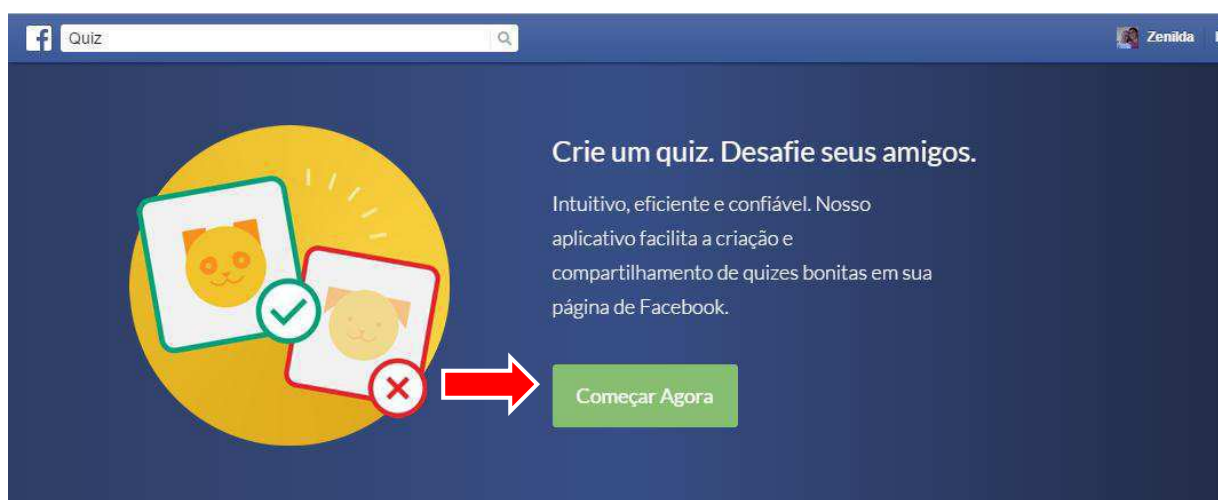 f Quiz Zenilda
Crie um quiz. Desafie seus amigos.
Intuitivo, eficiente e confiável. Nosso
aplicativo facilita a criação e
compartilhamento de quizes bonitas em sua
página de Facebook.
Começar Agora